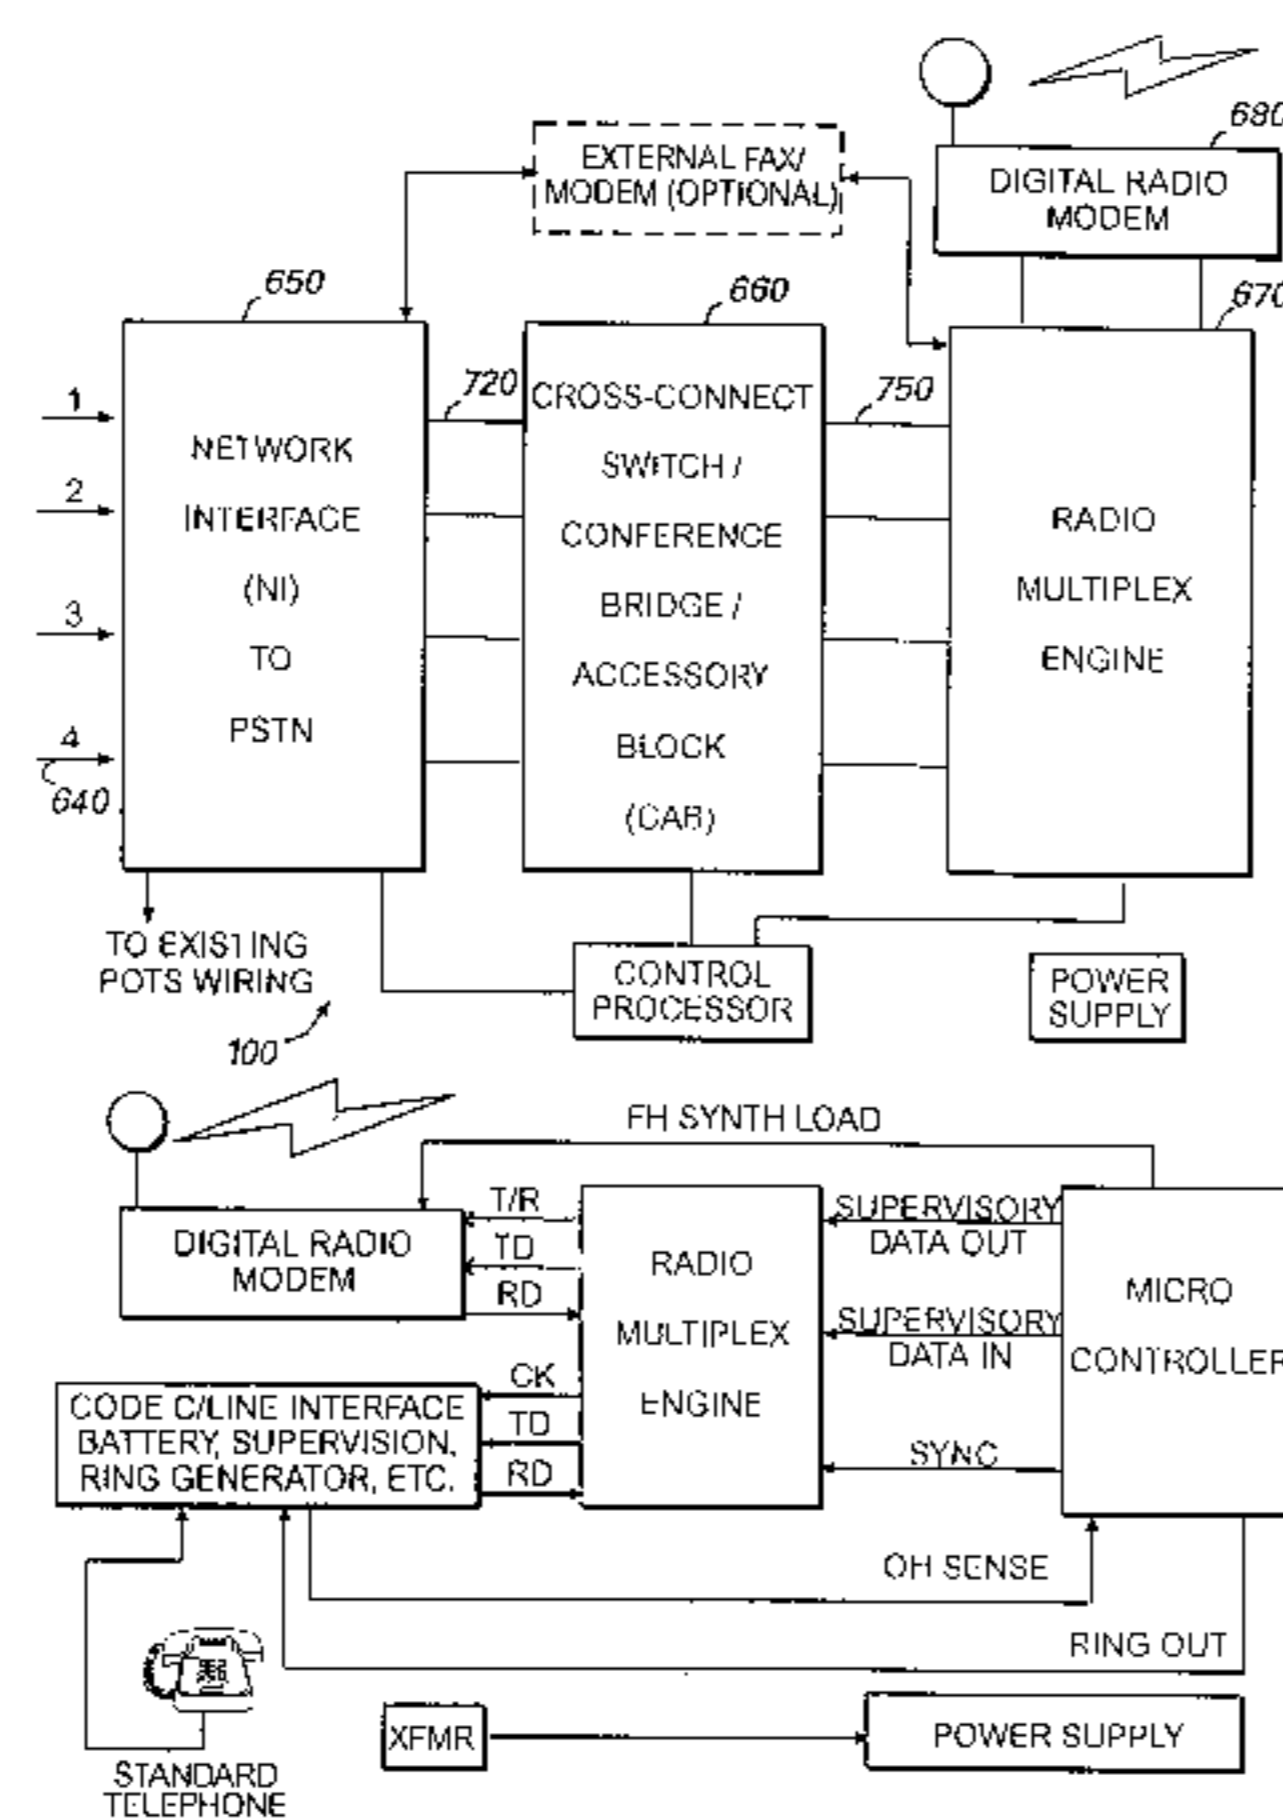 680
EXTERNAL FAX/
MODEM (OPTIONAL)
DIGITAL RADIO
MODEM
650
660
670
1
2
3
4
640
NETWORK
INTERFACE
(NI)
TO
PSTN
720
CROSS-CONNECT
SWITCH /
CONFERENCE
BRIDGE /
ACCESSORY
BLOCK
(CAB)
750
RADIO
MULTIPLEX
ENGINE
TO EXISTING
POTS WIRING
100
CONTROL
PROCESSOR
POWER
SUPPLY
FH SYNTH LOAD
DIGITAL RADIO
MODEM
T/R
TD
RD
RADIO
MULTIPLEX
ENGINE
SUPERVISORY
DATA OUT
SUPERVISORY
DATA IN
SYNC
MICRO
CONTROLLER
CODE C/LINE INTERFACE
BATTERY, SUPERVISION,
RING GENERATOR, ETC.
CK
TD
RD
OH SENSE
RING OUT
STANDARD
TELEPHONE
XFMR
POWER SUPPLY